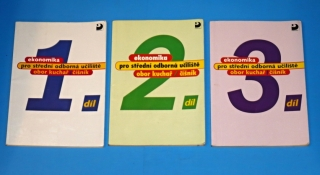 ekonomika
pro střední odborná učiliště
obor kuchař číšník
1.
díl
ekonomika
pro střední odborná učiliště
obor kuchař číšník
2.
díl
ekonomika
pro střední odborná učiliště
obor kuchař číšník
3.
díl